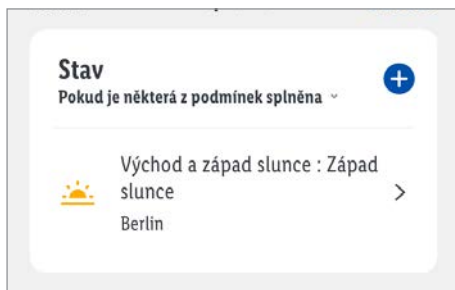 Stav
Pokud je některá z podmínek splněna
Východ a západ slunce : Západ
slunce
Berlin